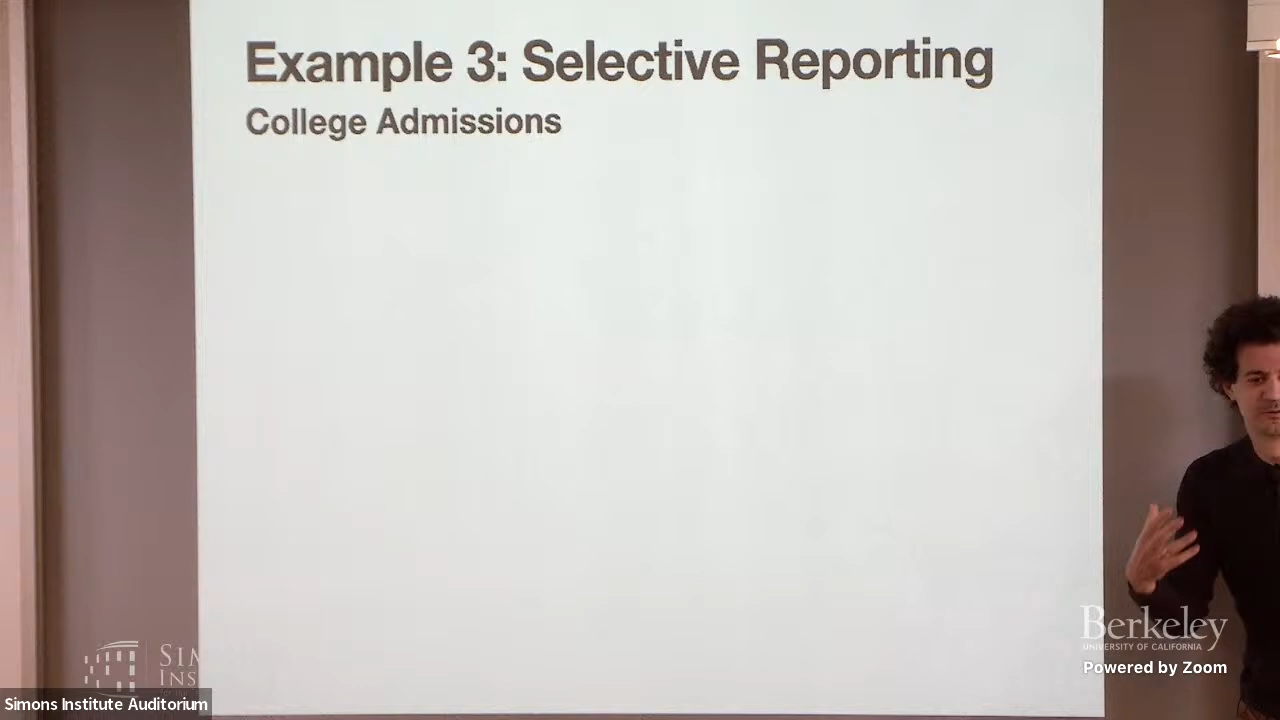 Example 3: Selective Reporting
College Admissions
Berkeley
UNIVERSITY OF CALIFORNIA
Powered by Zoom
Simons Institute Auditorium